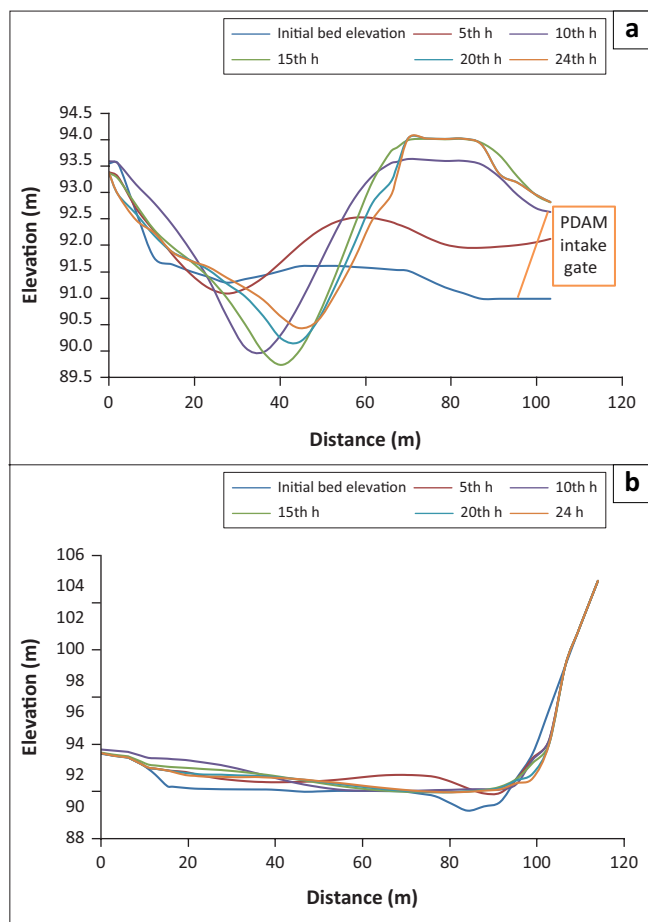 a
Initial bed elevation 5th h 10th h
15th h 20th h 24th h
94.5
94.0
93.5
93.0
92.5
92.0
91.5
91.0
90.5
90.0
89.5
Elevation (m)
PDAM
intake
gate
0 20 40 60 80 100 120
Distance (m)
b
Initial bed elevation 5th h 10th h
15th h 20th h 24 h
106
104
100
98
96
94
92
90
88
Elevation (m)
0 20 40 60 80 100 120
Distance (m)